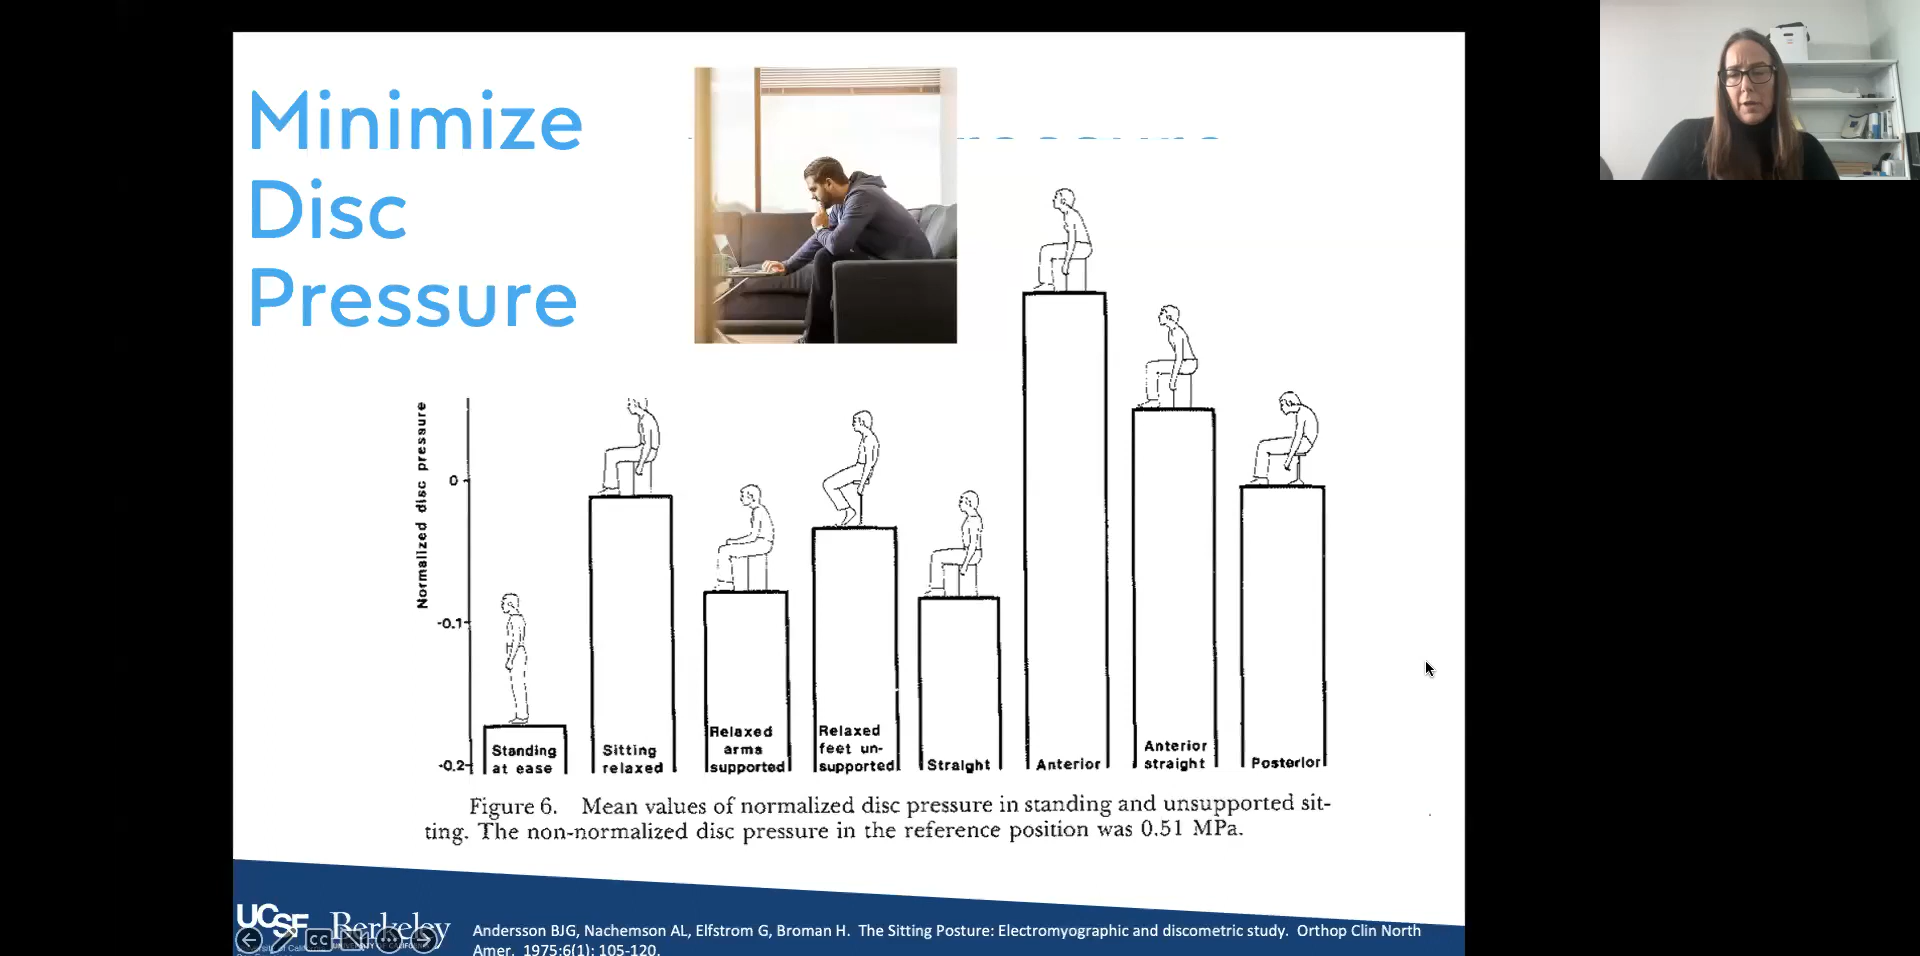 Minimize
Disc
Pressure
Normalized disc pressure
0
-0.1
-0.2
Standing
at ease
Sitting
relaxed
Relaxed
arms
supported
Relaxed
feet un-
supported
Straight
Anterior
Anterior
straight
Posterior
Figure 6. Mean values of normalized disc pressure in standing and unsupported sit-
ting. The non-normalized disc pressure in the reference position was 0.51 MPa.
UCSF Berkeley
CC
Andersson BJG, Nachemson AL, Elfstrom G, Broman H. The Sitting Posture: Electromyographic and discometric study. Orthop Clin North
Amer. 1975;6(1): 105-120.